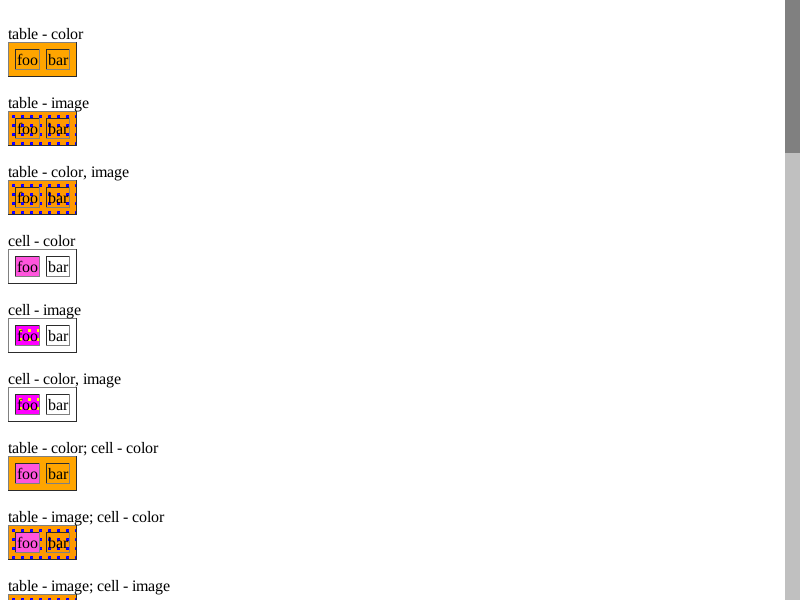 table - color
foo bar
table - image
foo bar
table - color, image
foo bar
cell - color
foo bar
cell - image
foo bar
cell - color, image
foo bar
table - color; cell - color
foo bar
table - image; cell - color
foo bar
table - image; cell - image